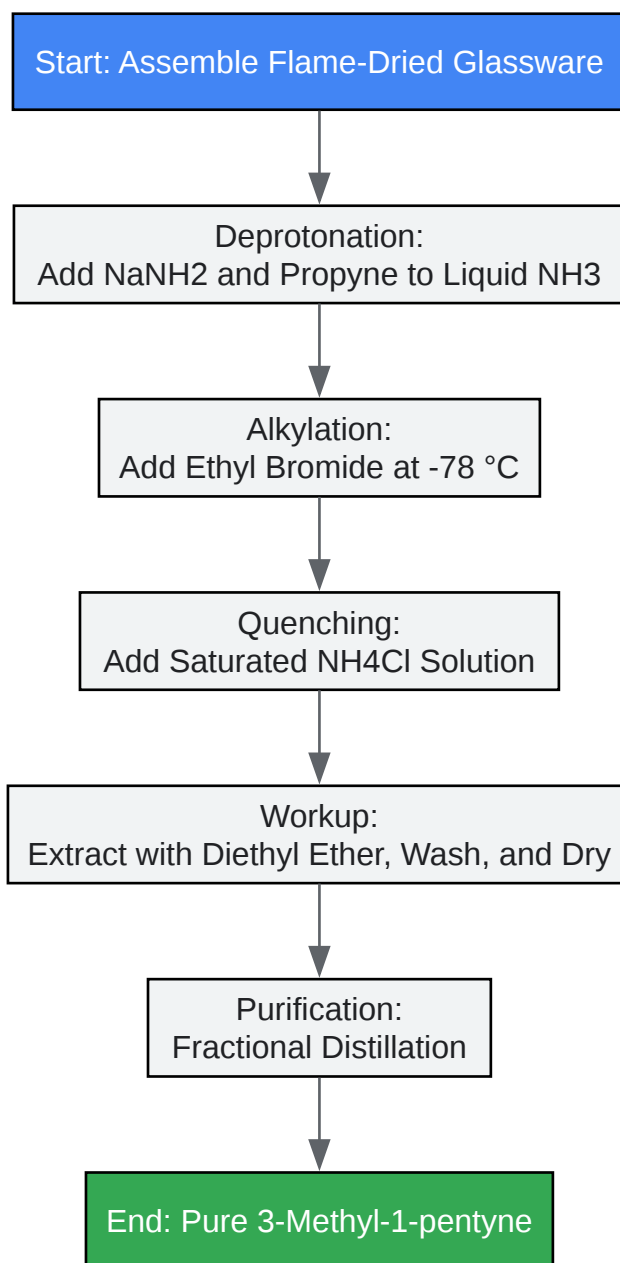 Start: Assemble Flame-Dried Glassware
Deprotonation:
Add NaNH2 and Propyne to Liquid NH3
Alkylation:
Add Ethyl Bromide at -78 °C
Quenching:
Add Saturated NH4Cl Solution
Workup:
Extract with Diethyl Ether, Wash, and Dry
Purification:
Fractional Distillation
End: Pure 3-Methyl-1-pentyne